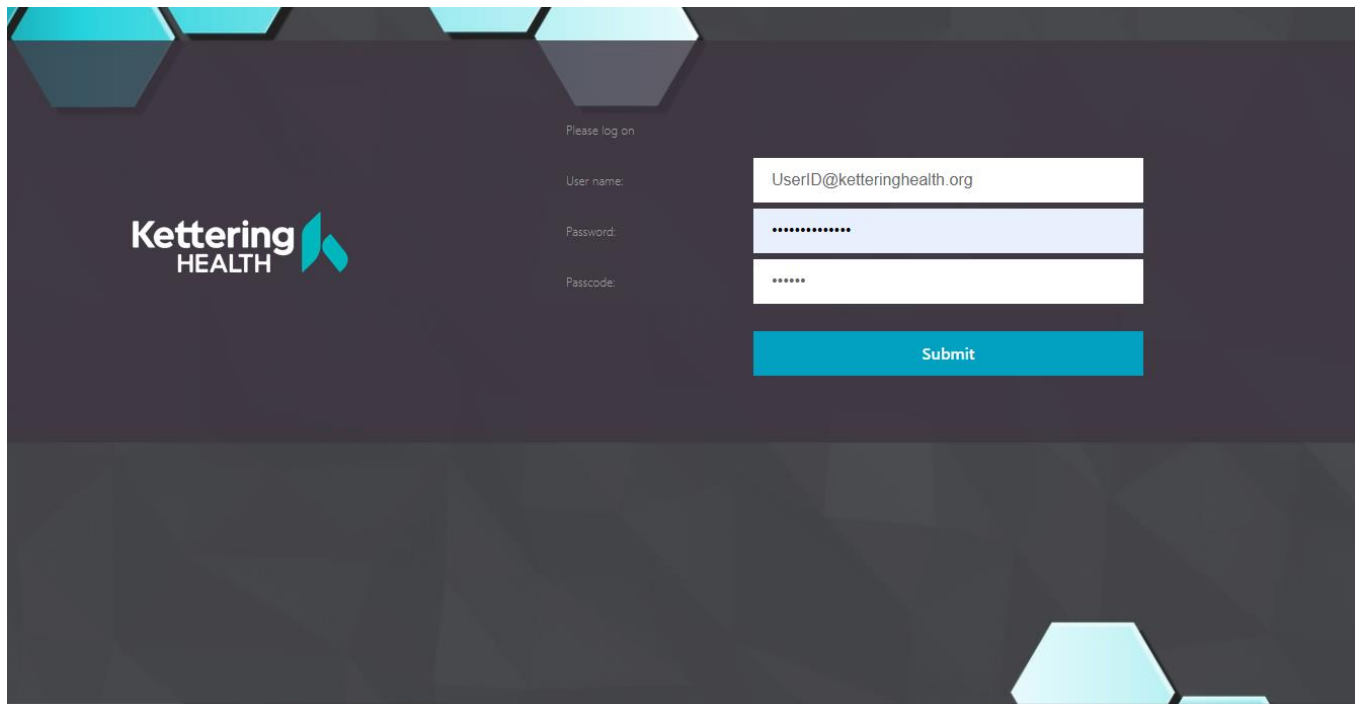 Please log on
User name:
UserID@ketteringhealth.org
Kettering
HEALTH
Password:
••••••••••••••
Passcode:
••••••
Submit